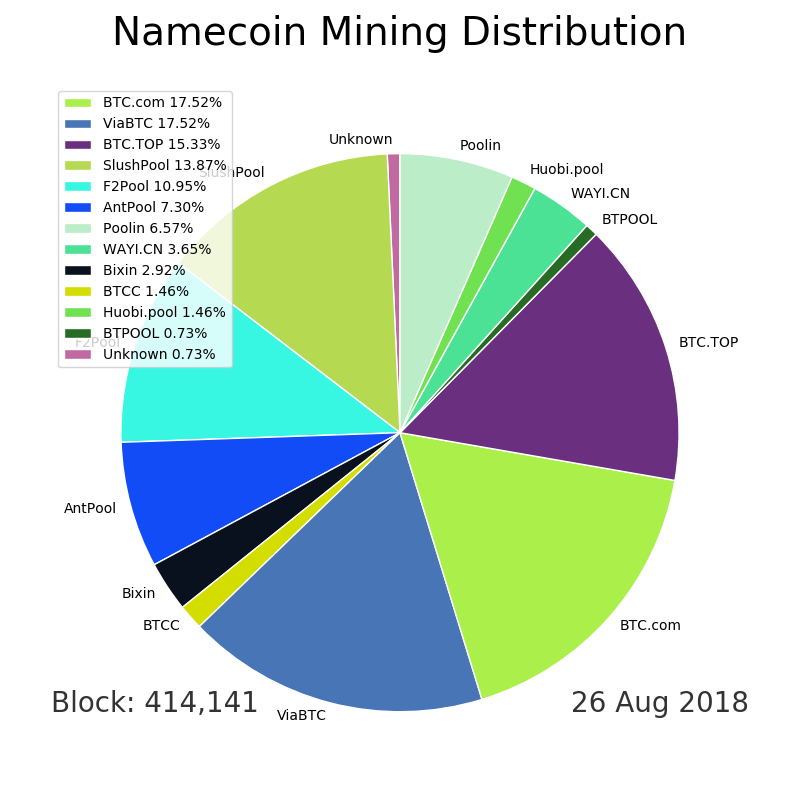 Namecoin Mining Distribution
BTC.com 17.52%
ViaBTC 17.52%
BTC.TOP 15.33%
SlushPool 13.87%
F2Pool 10.95%
AntPool 7.30%
Poolin 6.57%
WAYI.CN 3.65%
Bixin 2.92%
BTCC 1.46%
Huobi.pool 1.46%
BTPOOL 0.73%
Unknown 0.73%
Unknown
Poolin
Huobi.pool
WAYI.CN
BTPOOL
SlushPool
F2Pool
BTC.TOP
AntPool
Bixin
BTCC
BTC.com
ViaBTC
Block: 414,141
26 Aug 2018